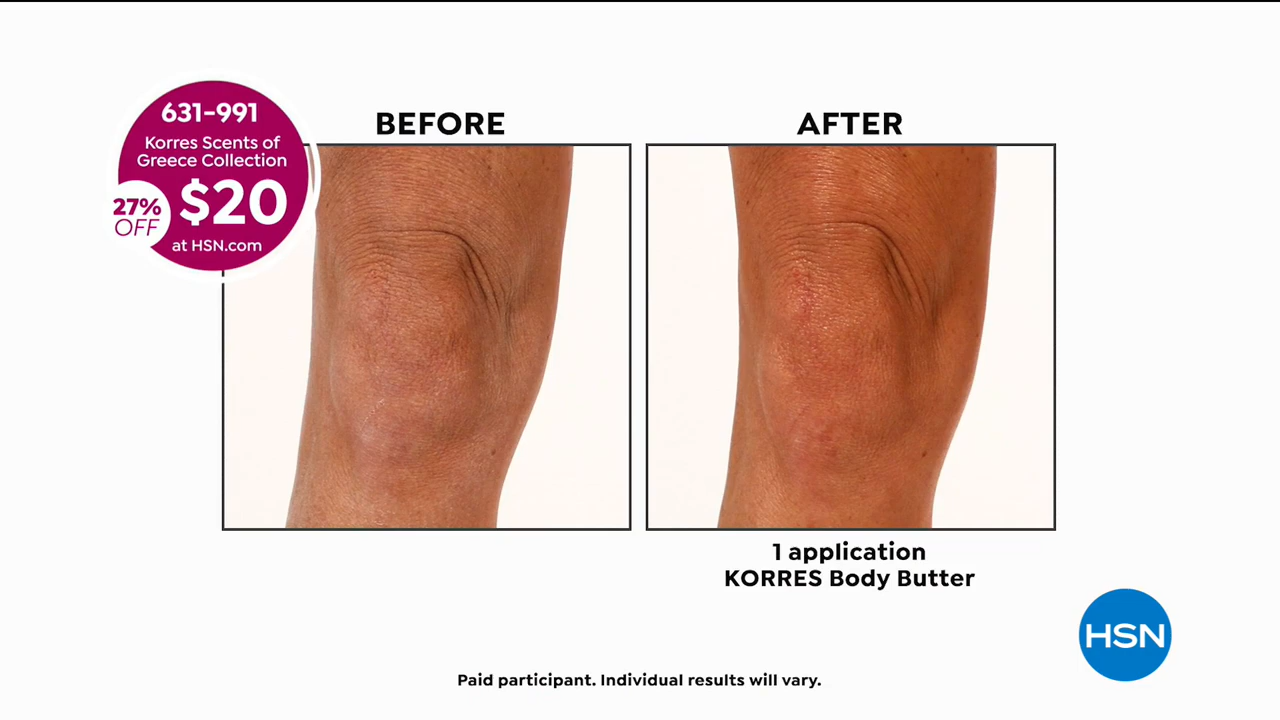 631-991
Korres Scents of
Greece Collection
27%
OFF
$20
at HSN.com
BEFORE
AFTER
1 application
KORRES Body Butter
HSN
Paid participant. Individual results will vary.